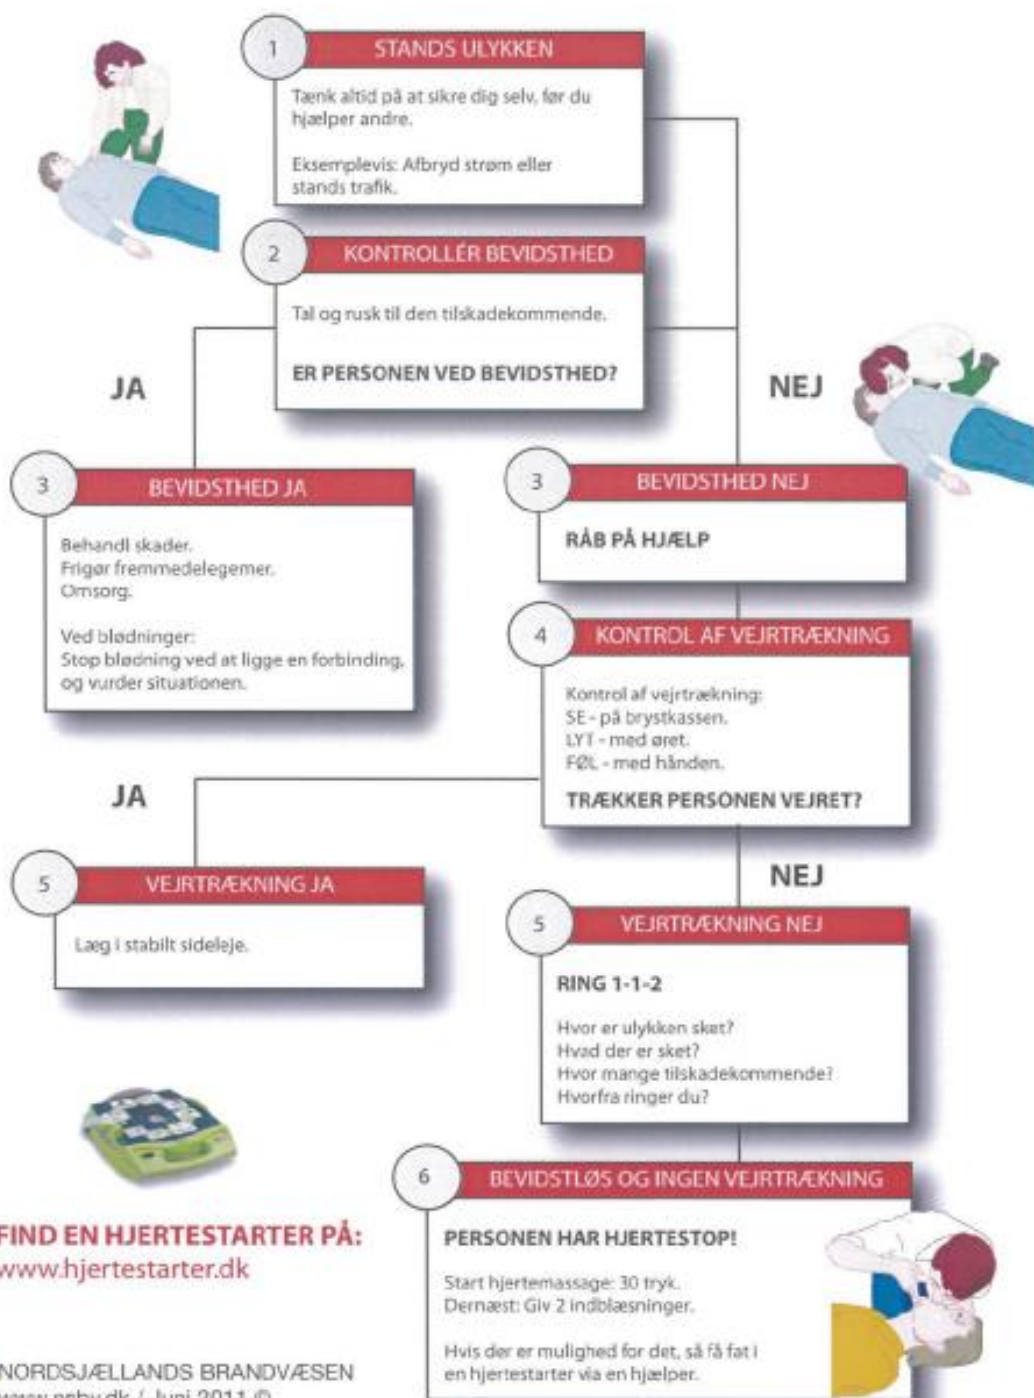 1
STANDS ULYKKEN
Tænk altid på at sikre dig selv, før du
hjælper andre.
Eksemplevis: Afbryd strøm eller
stands trafik.
2
KONTROLLÉR BEVIDSTHED
Tal og rusk til den tilskadekommende.
ER PERSONEN VED BEVIDSTHED?
JA
NEJ
3
BEVIDSTHED JA
Behandl skader.
Frigør fremmedelegemer.
Omsorg.
Ved blødninger:
Stop blødning ved at ligge en forbinding,
og vurder situationen.
3
BEVIDSTHED NEJ
RÅB PÅ HJÆLP
4
KONTROL AF VEJRTRÆKNING
Kontrol af vejrtrækning:
SE - på brystkassen.
LYT - med øret.
FØL - med hånden.
TRÆKKER PERSONEN VEJRET?
JA
NEJ
5
VEJRTRÆKNING JA
Læg i stabilt sideleje.
5
VEJRTRÆKNING NEJ
RING 1-1-2
Hvor er ulykken sket?
Hvad der er sket?
Hvor mange tilskadekommende?
Hvorfra ringer du?
6
BEVIDSTLØS OG INGEN VEJRTRÆKNING
PERSONEN HAR HJERTESTOP!
Start hjertemassage: 30 tryk.
Dernæst: Giv 2 indblæsninger.
Hvis der er mulighed for det, så få fat i
en hjertestarter via en hjælper.
FIND EN HJERTESTARTER PÅ:
www.hjertestarter.dk
NORDSJÆLLANDS BRANDVÆSEN
www.nsbv.dk / Juni 2011 ©